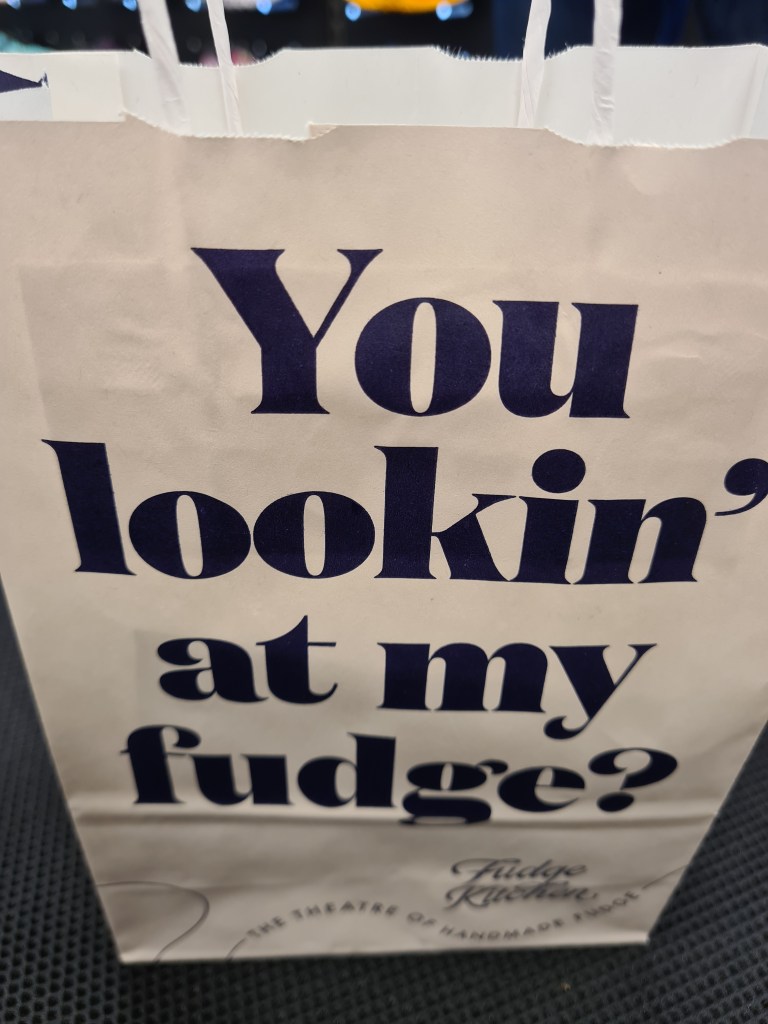 You
lookin’
at my
fudge?
Fudge
Kitchen
THE THEATRE OF HANDMADE FUDGE